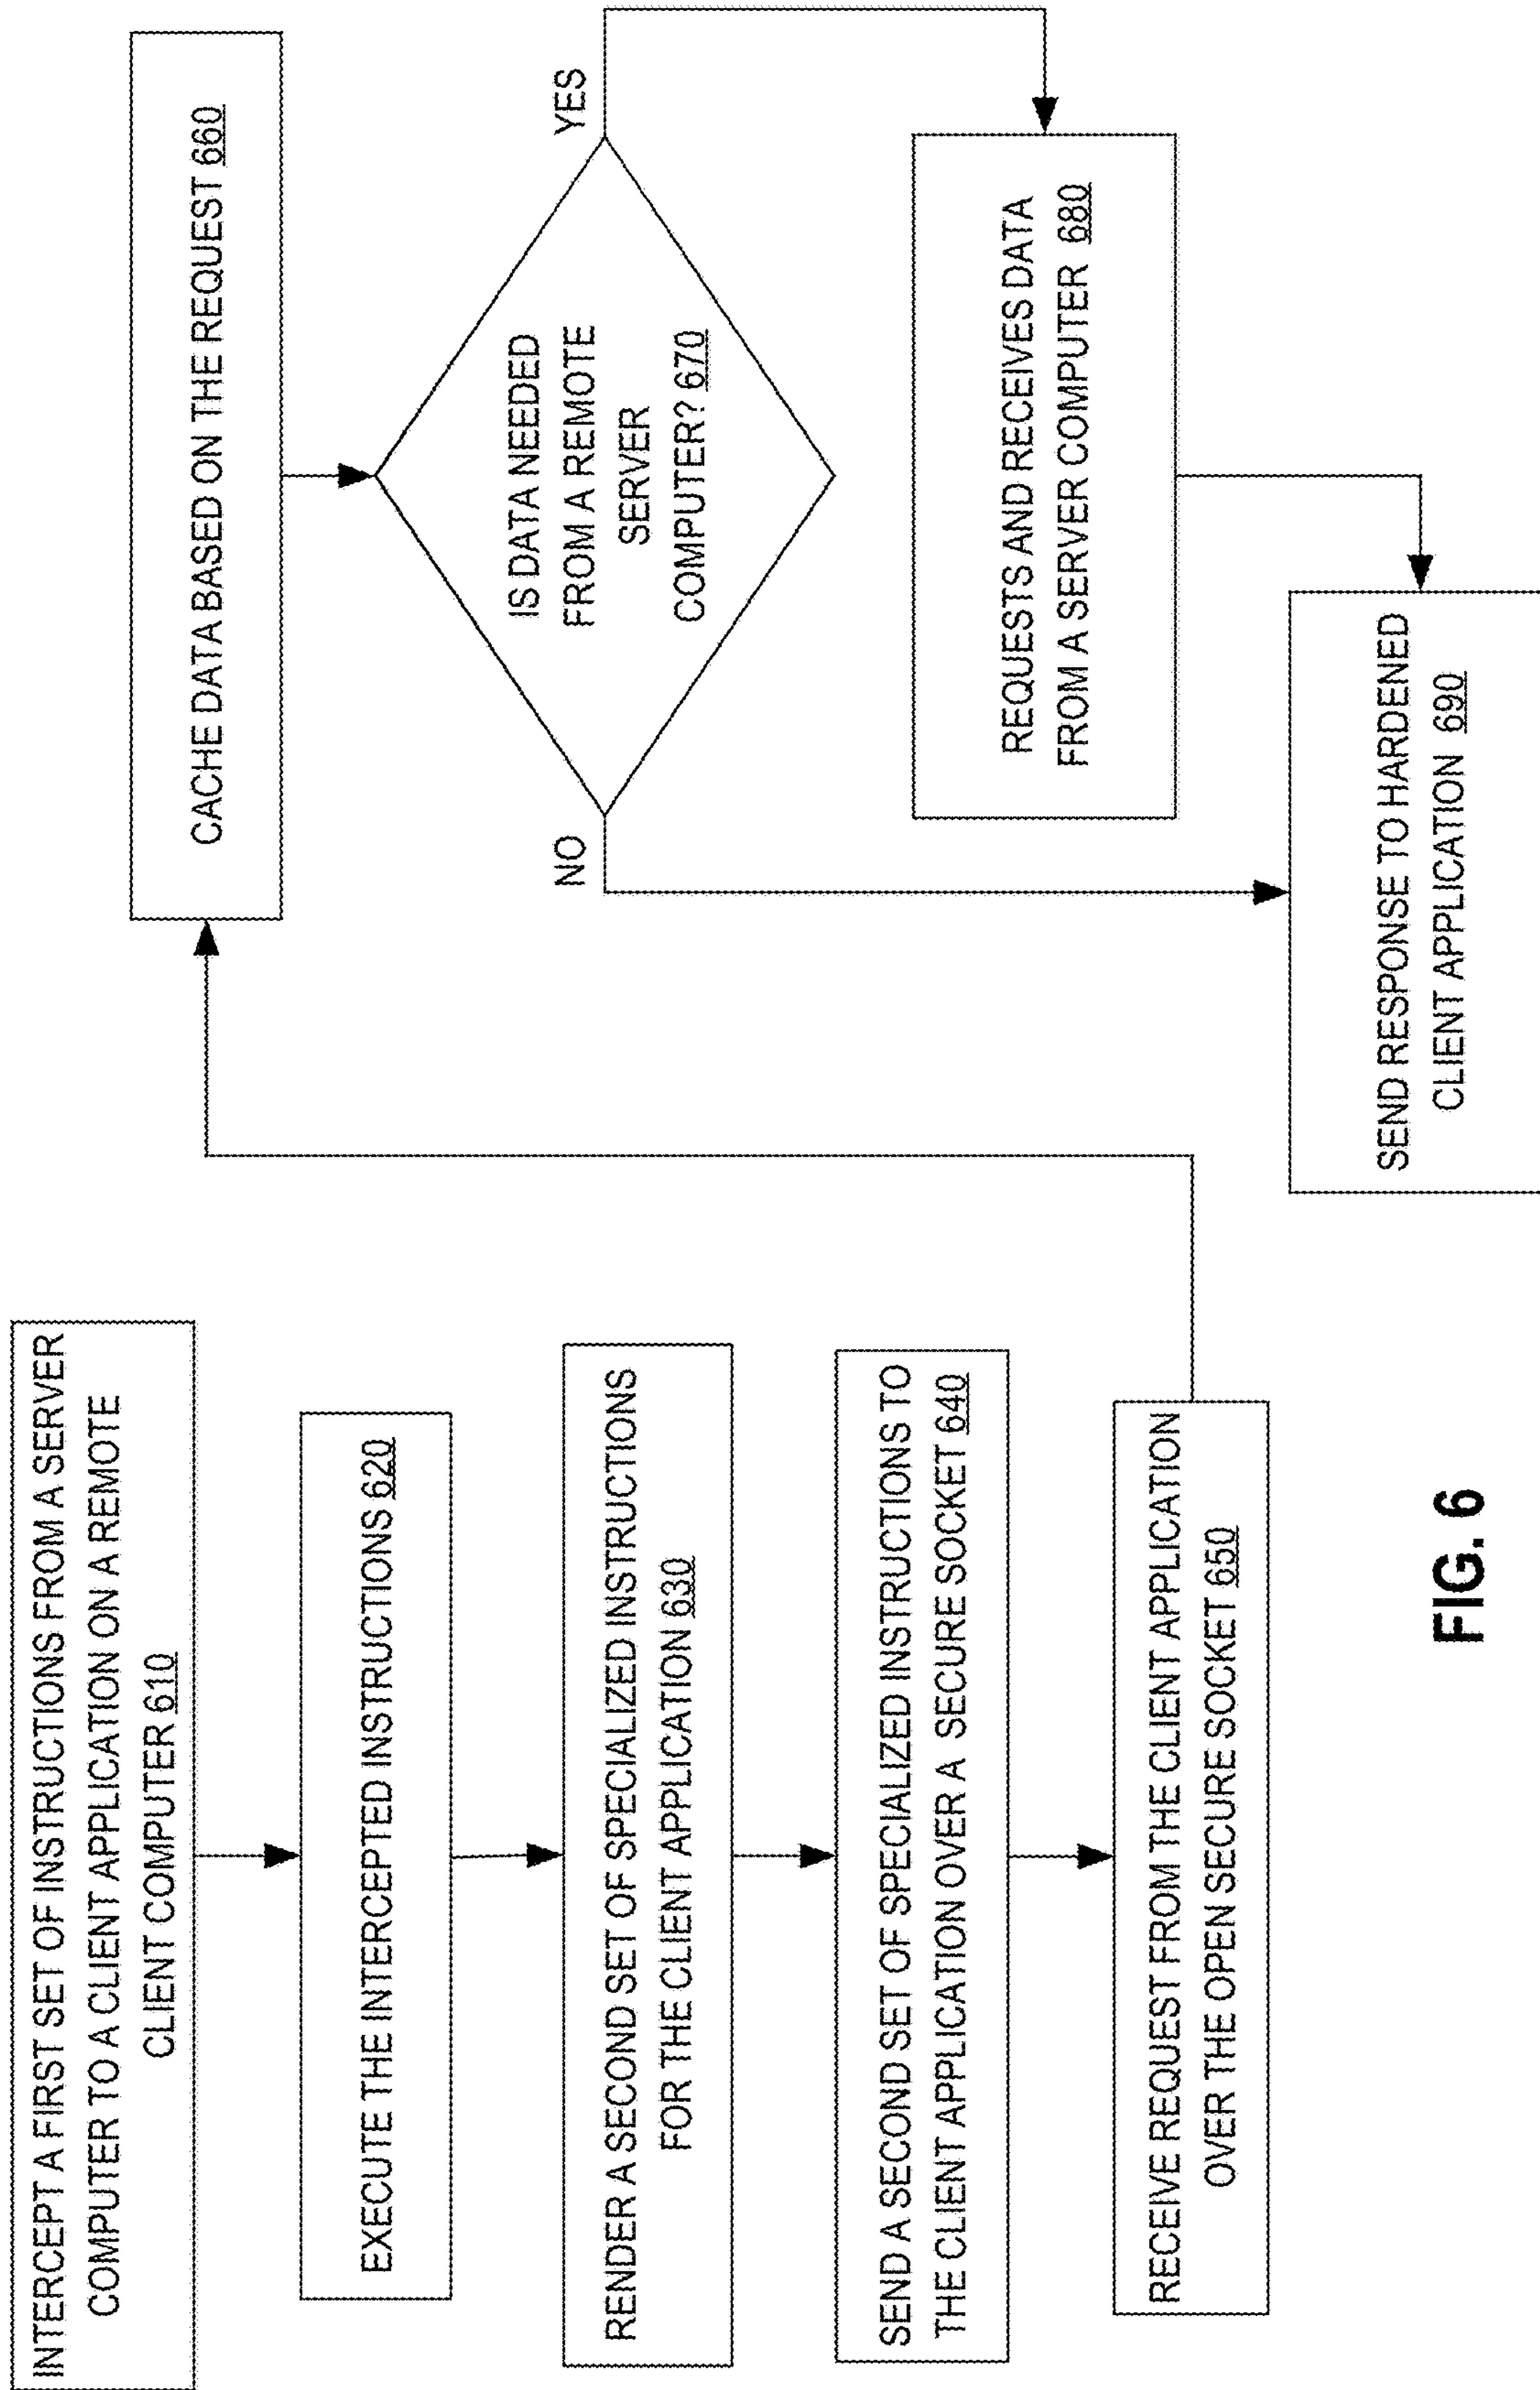 INTERCEPT A FIRST SET OF INSTRUCTIONS FROM A SERVER
COMPUTER TO A CLIENT APPLICATION ON A REMOTE
CLIENT COMPUTER 610
EXECUTE THE INTERCEPTED INSTRUCTIONS 620
RENDER A SECOND SET OF SPECIALIZED INSTRUCTIONS
FOR THE CLIENT APPLICATION 630
SEND A SECOND SET OF SPECIALIZED INSTRUCTIONS TO
THE CLIENT APPLICATION OVER A SECURE SOCKET 640
RECEIVE REQUEST FROM THE CLIENT APPLICATION
OVER THE OPEN SECURE SOCKET 650
CACHE DATA BASED ON THE REQUEST 660
IS DATA NEEDED
FROM A REMOTE
SERVER
COMPUTER? 670
NO
YES
REQUESTS AND RECEIVES DATA
FROM A SERVER COMPUTER 680
SEND RESPONSE TO HARDENED
CLIENT APPLICATION 690
FIG. 6